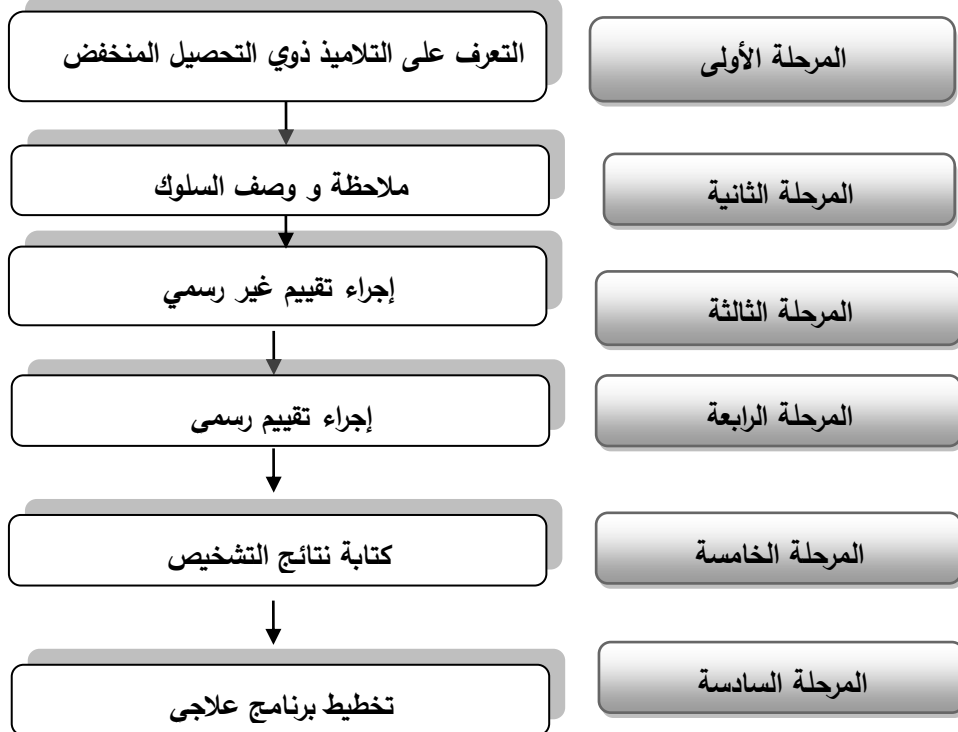 المرحلة الأولى
التعرف على التلاميذ ذوي التحصيل المنخفض
المرحلة الثانية
ملاحظة و وصف السلوك
المرحلة الثالثة
إجراء تقييم غير رسمي
المرحلة الرابعة
إجراء تقييم رسمى
المرحلة الخامسة
كتابة نتائج التشخيص
المرحلة السادسة
تخطيط برنامج علاجى